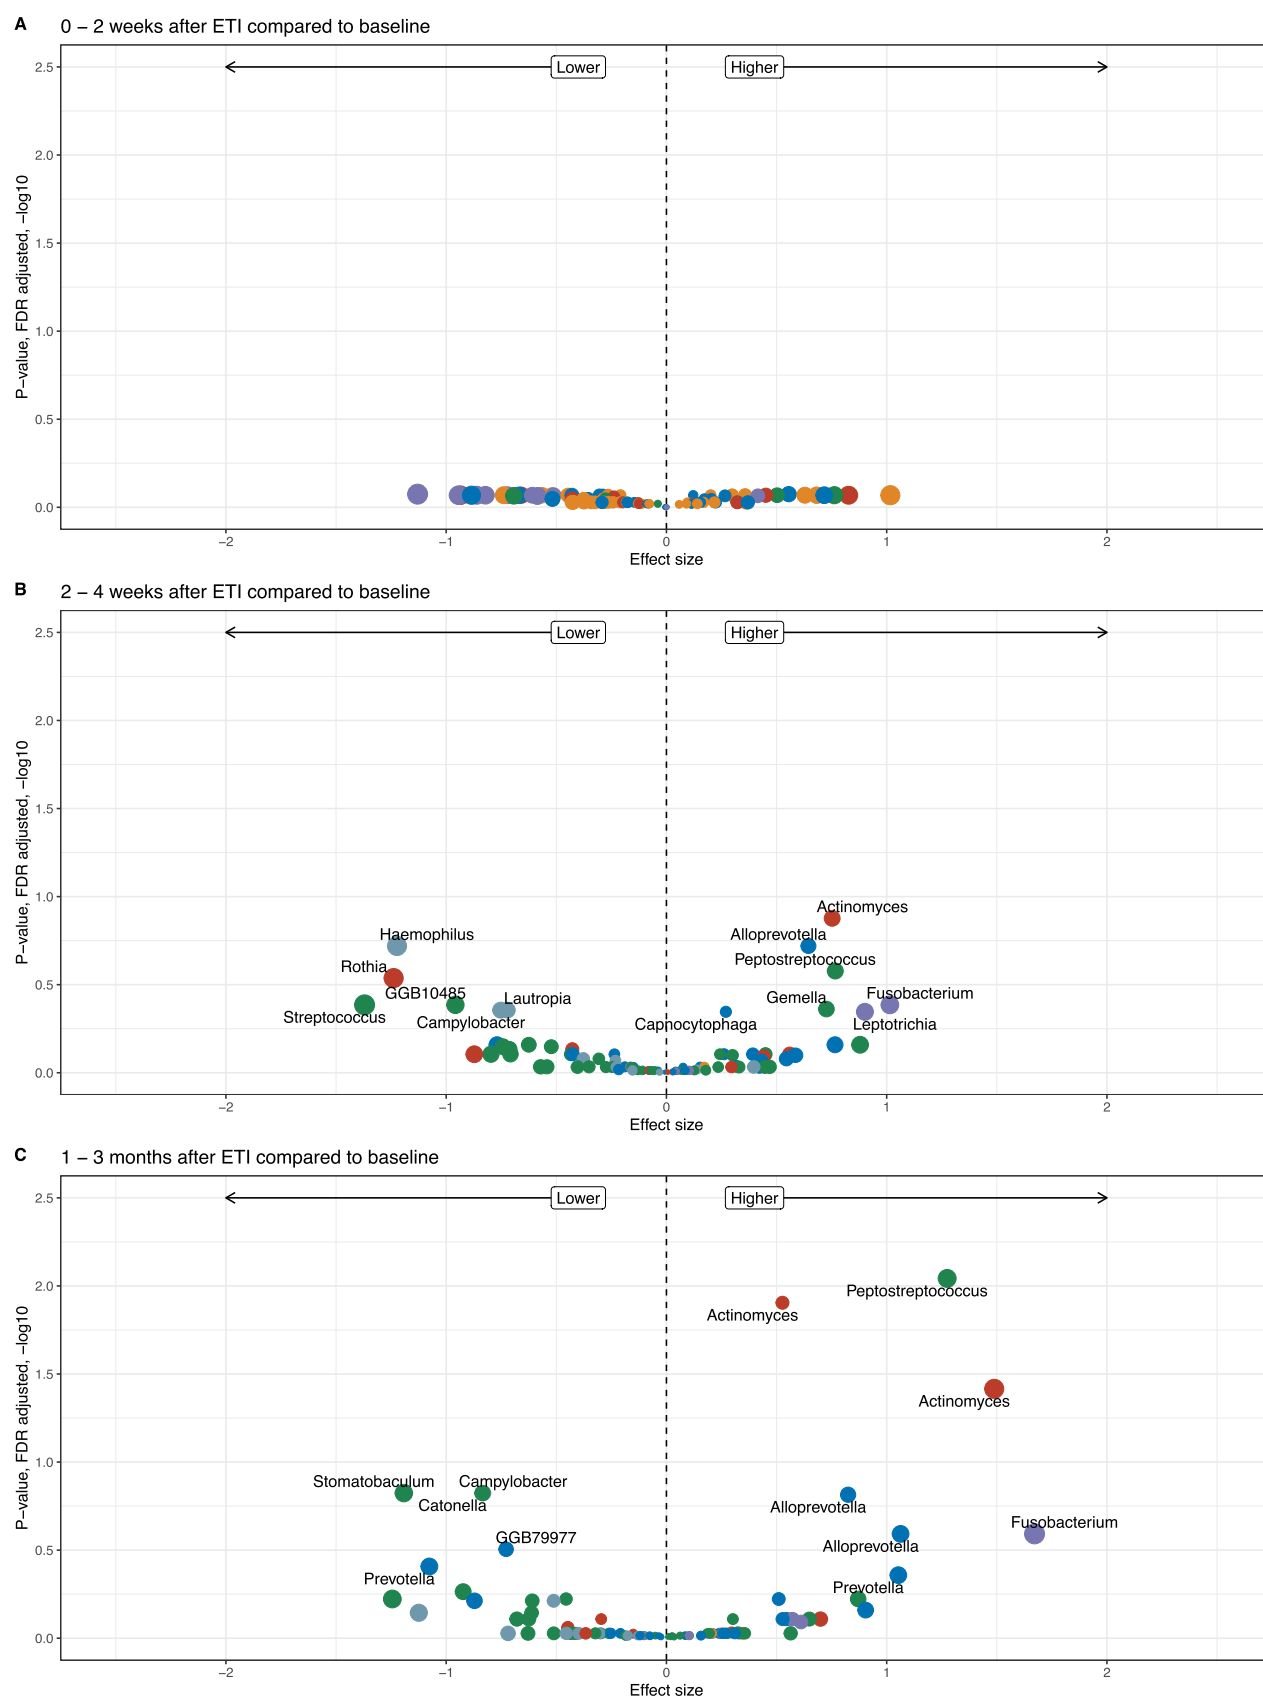 A 0 − 2 weeks after ETI compared to baseline
Lower Higher
2.5
2.0
1.5
1.0
0.5
0.0
P−value, FDR adjusted, −log10
−2 −1 0 1 2
Effect size
B 2 − 4 weeks after ETI compared to baseline
Lower Higher
2.5
2.0
1.5
1.0
0.5
0.0
P−value, FDR adjusted, −log10
Actinomyces
Haemophilus Alloprevotella
Rothia Peptostreptococcus
GGB10485 Lautropia Gemella Fusobacterium
Streptococcus Campylobacter Capnocytophaga Leptotrichia
−2 −1 0 1 2
Effect size
C 1 − 3 months after ETI compared to baseline
Lower Higher
2.5
2.0
1.5
1.0
0.5
0.0
P−value, FDR adjusted, −log10
Peptostreptococcus
Actinomyces
Actinomyces
Stomatobaculum Campylobacter
Catonella Alloprevotella
GGB79977 Fusobacterium
Alloprevotella
Prevotella Prevotella
−2 −1 0 1 2
Effect size